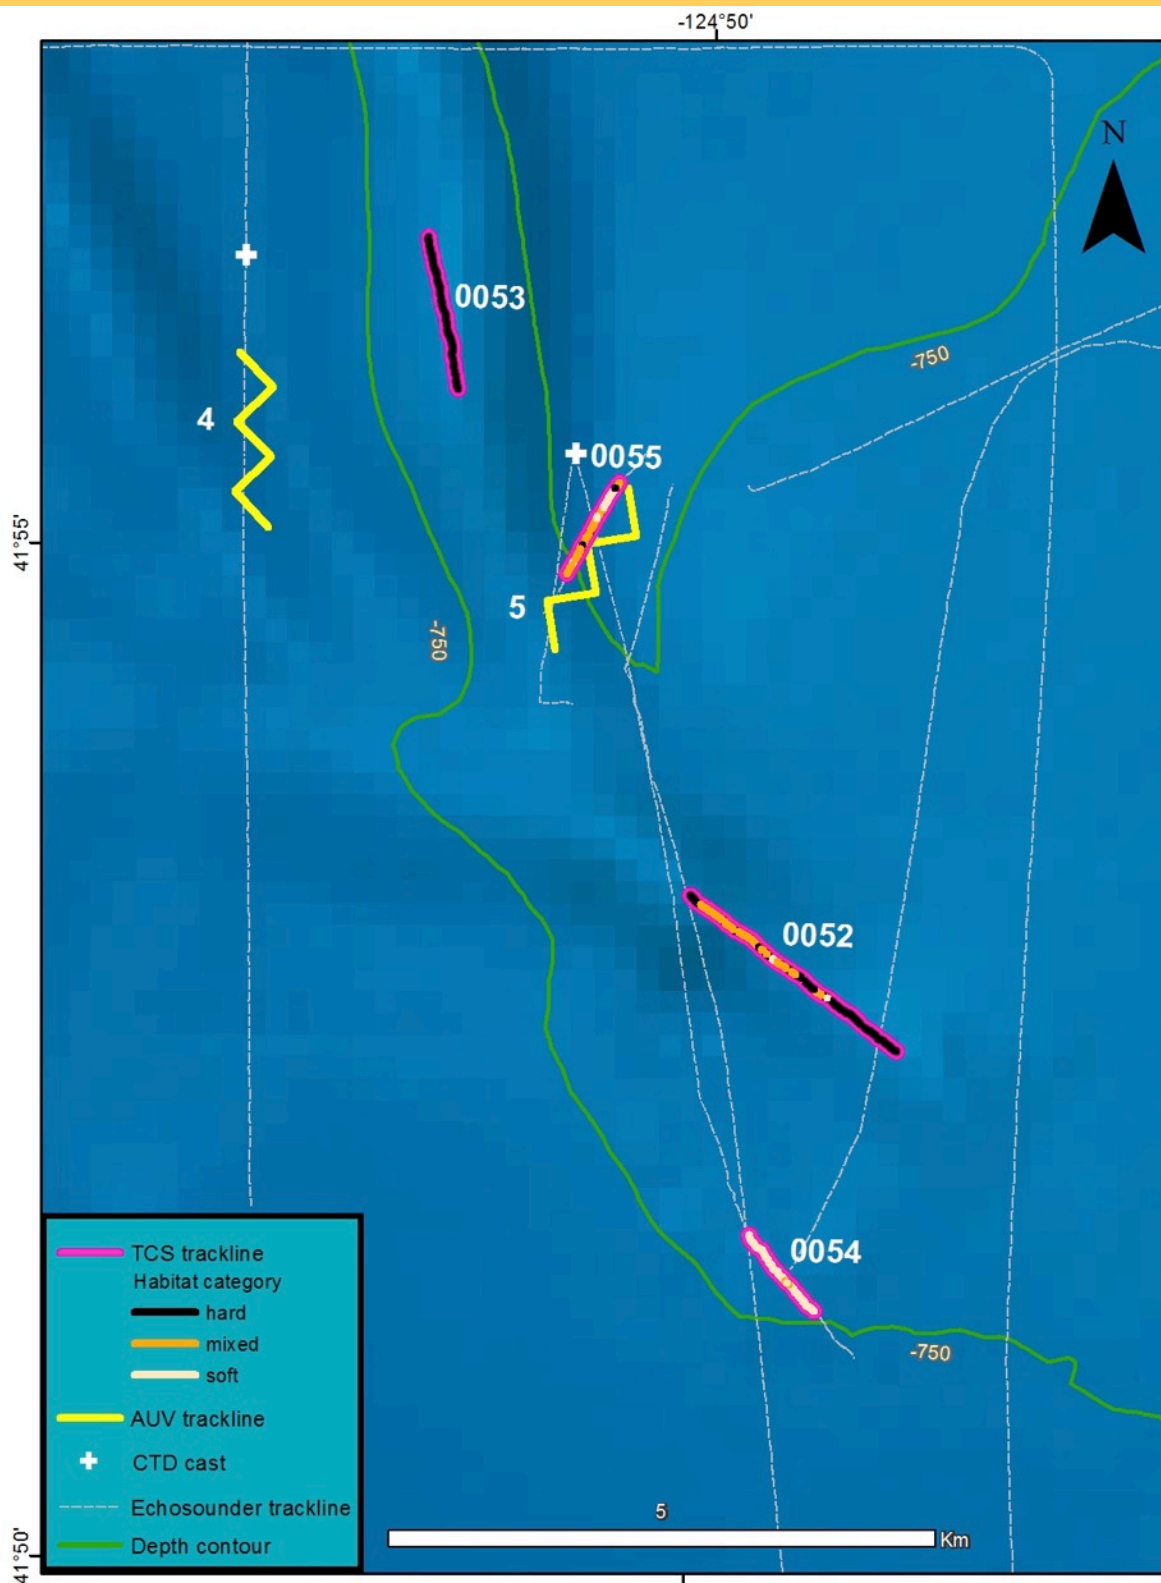 -124°50'
N
0053
-750
4
0055
41°55'
5
-750
0052
0054
-750
TCS trackline
Habitat category
hard
mixed
soft
AUV trackline
CTD cast
Echosounder trackline
Depth contour
5
Km
41°50'